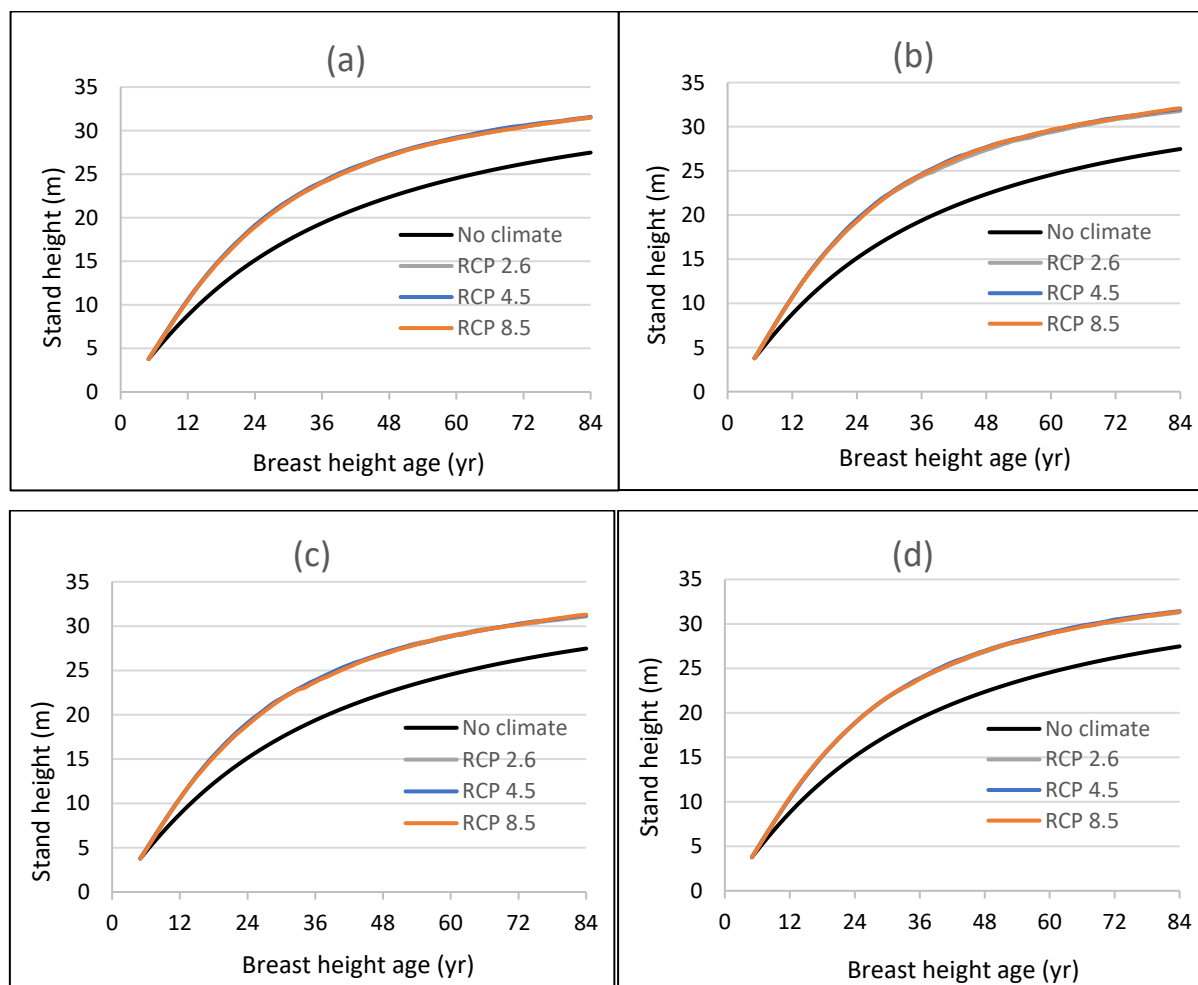 (a)
Stand height (m)
35
30
25
20
15
10
5
0
No climate
RCP 2.6
RCP 4.5
RCP 8.5
0 12 24 36 48 60 72 84
Breast height age (yr)
(b)
Stand height (m)
35
30
25
20
15
10
5
0
No climate
RCP 2.6
RCP 4.5
RCP 8.5
0 12 24 36 48 60 72 84
Breast height age (yr)
(c)
Stand height (m)
35
30
25
20
15
10
5
0
No climate
RCP 2.6
RCP 4.5
RCP 8.5
0 12 24 36 48 60 72 84
Breast height age (yr)
(d)
Stand height (m)
35
30
25
20
15
10
5
0
No climate
RCP 2.6
RCP 4.5
RCP 8.5
0 12 24 36 48 60 72 84
Breast height age (yr)